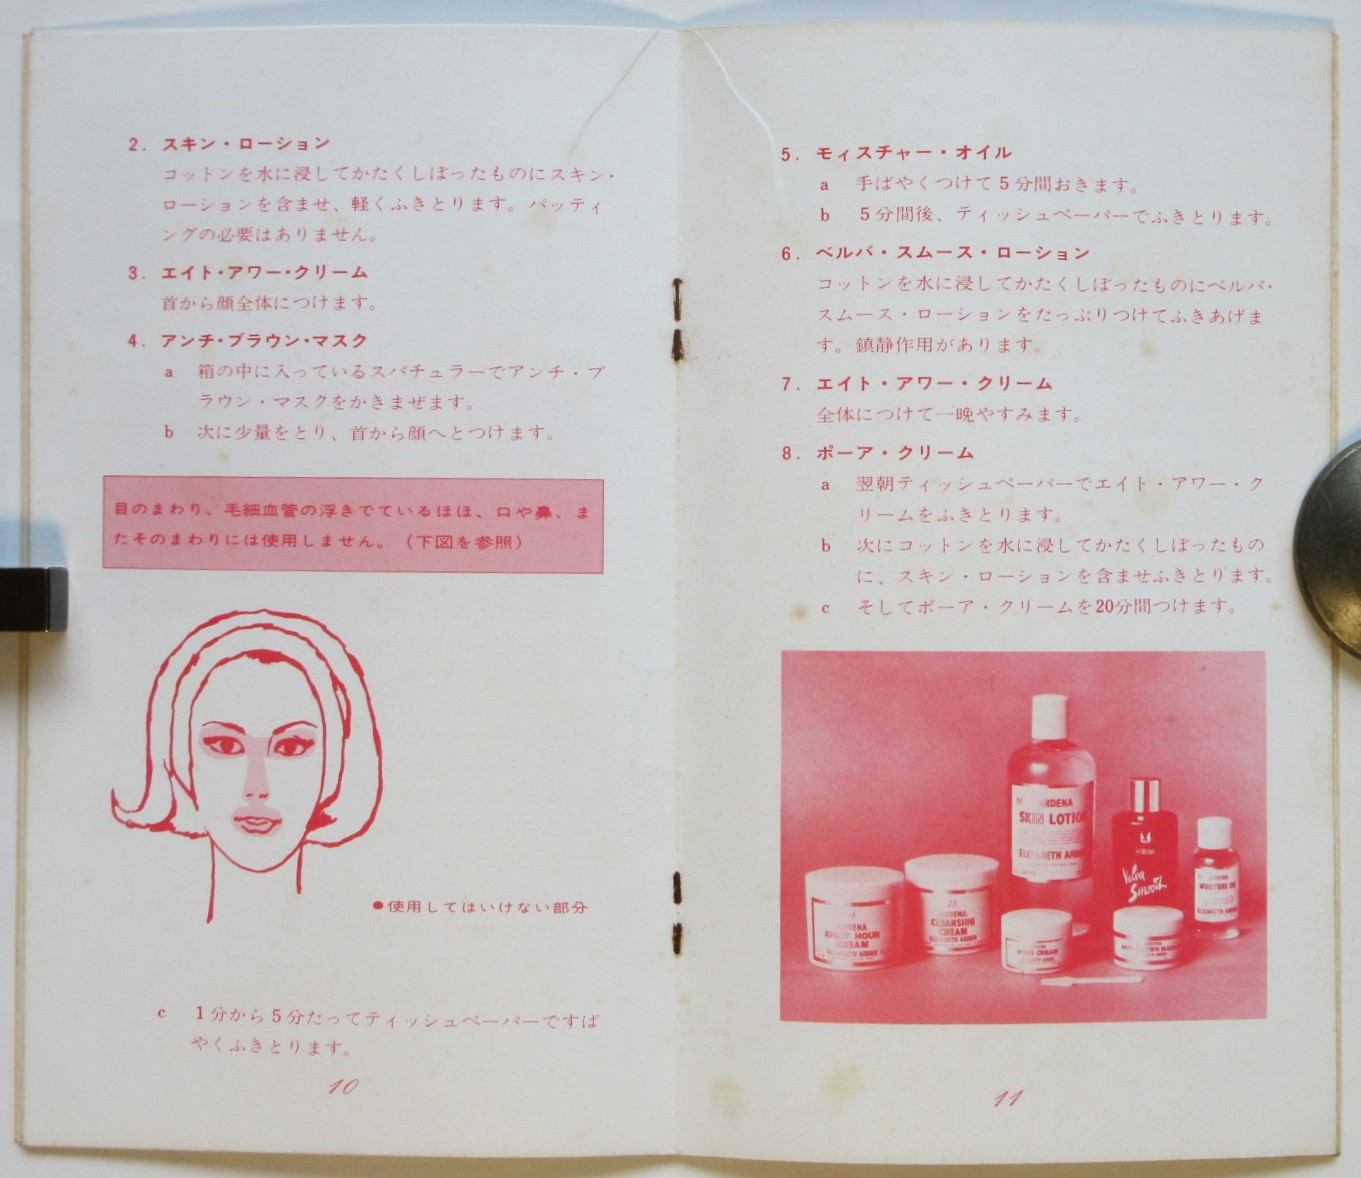 2. スキン・ローション
コットンを水に浸してかたくしぼったものにスキン・
ローションを含ませ、軽くふきとります。パッティ
ングの必要はありません。
3. エイト・アワー・クリーム
首から顔全体につけます。
4. アンチ・ブラウン・マスク
a 箱の中に入っているスパチュラーでアンチ・ブ
ラウン・マスクをかきまぜます。
b 次に少量をとり、首から顔へとつけます。
目のまわり、毛細血管の浮きでているほほ、口や鼻、ま
たそのまわりには使用しません。(下図を参照)
●使用してはいけない部分
c 1分から5分たってティッシュペーパーですば
やくふきとります。
10
5. モィスチャー・オイル
a 手ばやくつけて5分間おきます。
b 5分間後、ティッシュペーパーでふきとります。
6. ベルバ・スムース・ローション
コットンを水に浸してかたくしぼったものにベルバ・
スムース・ローションをたっぷりつけてふきあげま
す。鎮静作用があります。
7. エイト・アワー・クリーム
全体につけて一晩やすみます。
8. ポーア・クリーム
a 翌朝ティッシュペーパーでエイト・アワー・ク
リームをふきとります。
b 次にコットンを水に浸してかたくしぼったもの
に、スキン・ローションを含ませふきとります。
c そしてポーア・クリームを20分間つけます。
ARDENA
SKIN LOTION
ELIZABETH ARDEN
Velva
Smooth
ARDENA
EIGHT HOUR
CREAM
ELIZABETH ARDEN
ARDENA
CLEANSING
CREAM
ELIZABETH ARDEN
ELIZABETH ARDEN
11